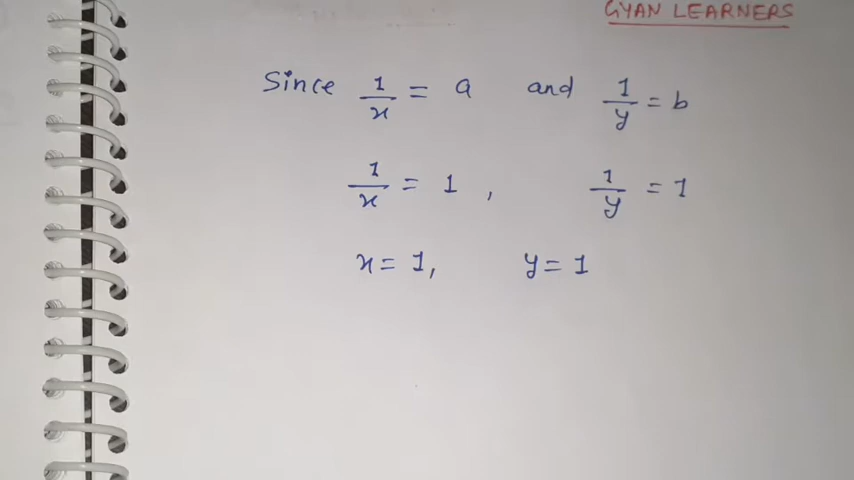 GYAN LEARNERS
Since 1/x = a and 1/y = b
1/x = 1, 1/y = 1
x = 1, y = 1